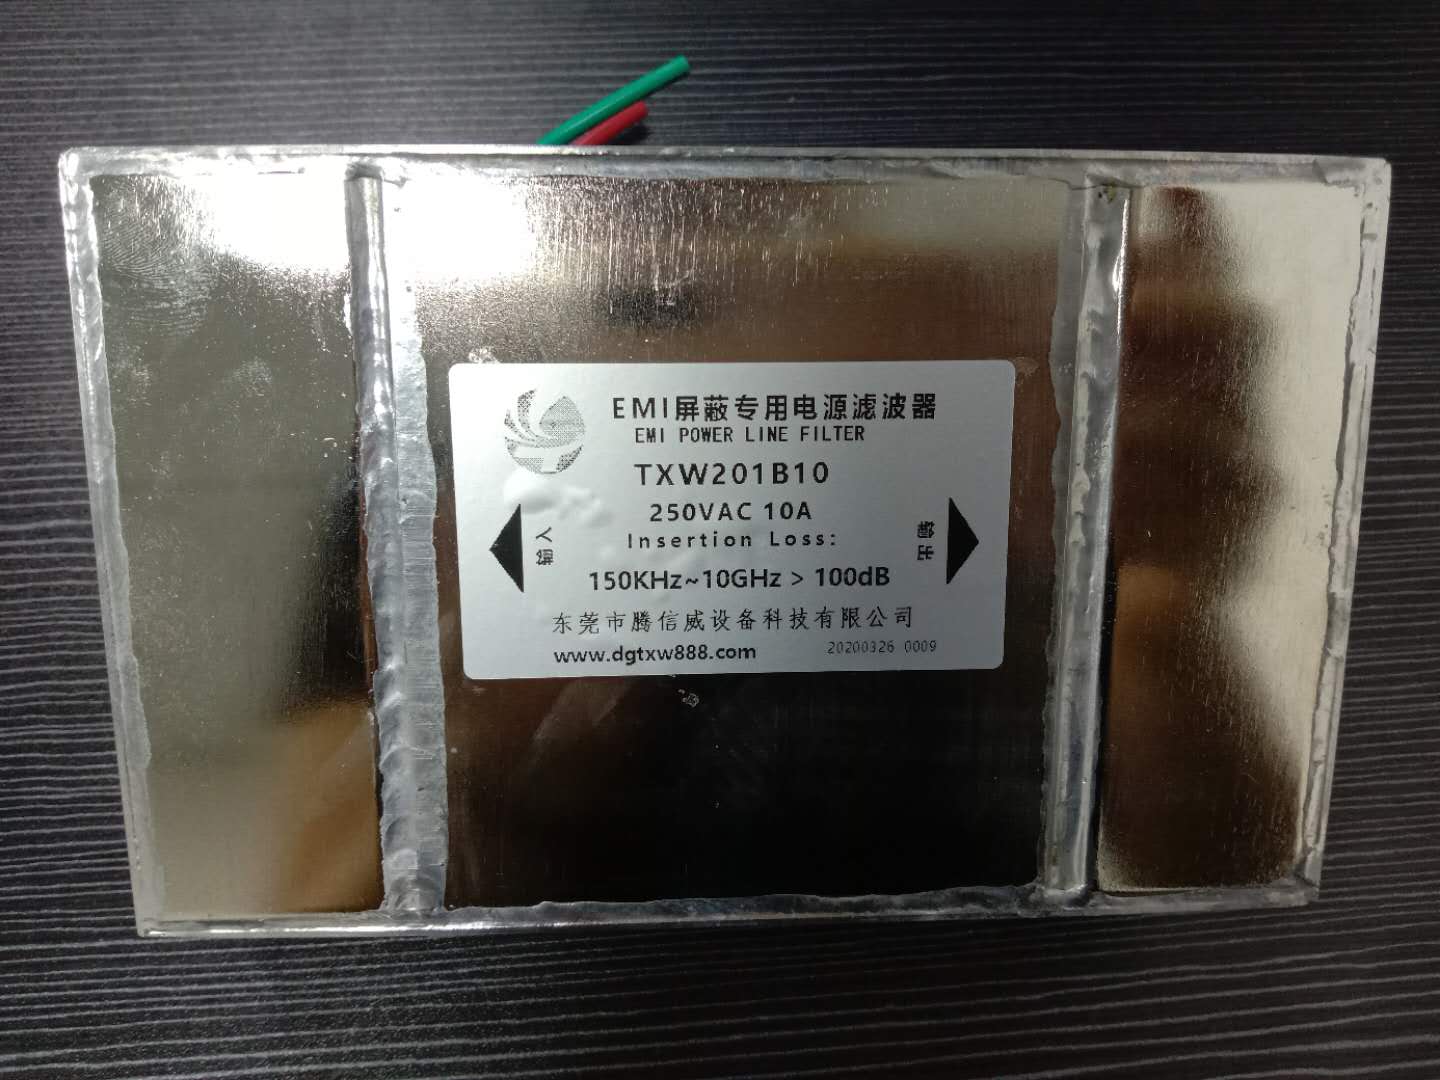 EMI屏蔽专用电源滤波器
EMI POWER LINE FILTER
TXW201B10
250VAC 10A
输入
Insertion Loss:
输出
150KHz~10GHz > 100dB
东莞市腾信威设备科技有限公司
www.dgtxw888.com
20200326 0009